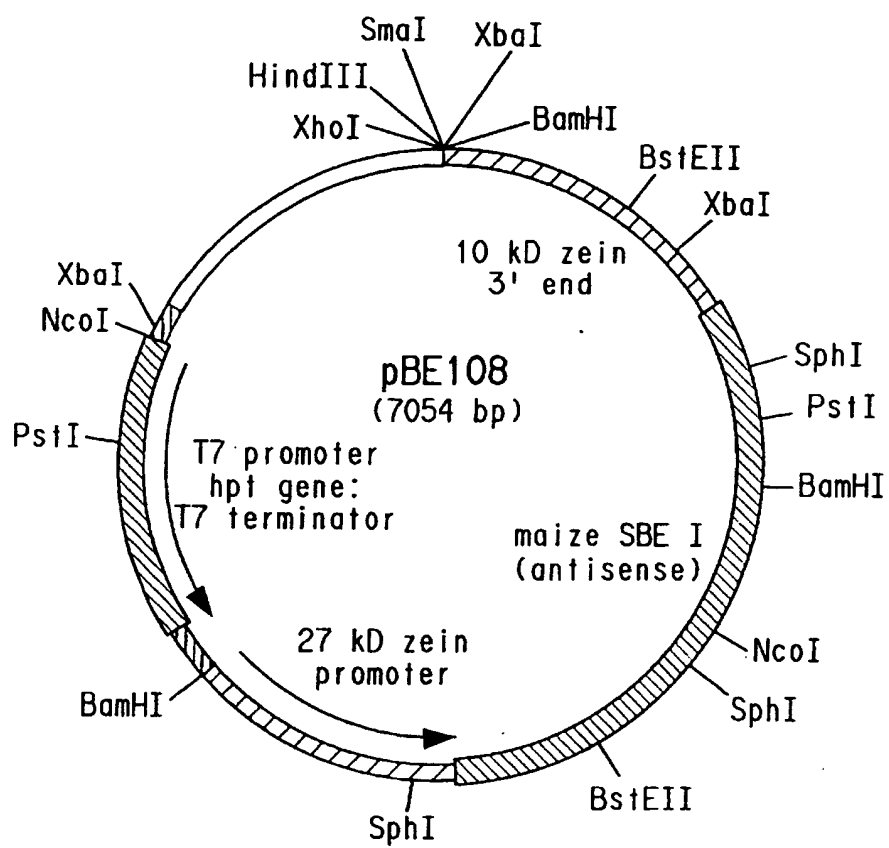 SmaI
XbaI
HindIII
XhoI
BamHI
BstEII
XbaI
10 kD zein
3' end
XbaI
NcoI
SphI
pBE108
(7054 bp)
PstI
PstI
T7 promoter
hpt gene:
T7 terminator
BamHI
maize SBE I
(antisense)
27 kD zein
promoter
NcoI
BamHI
SphI
BstEII
SphI